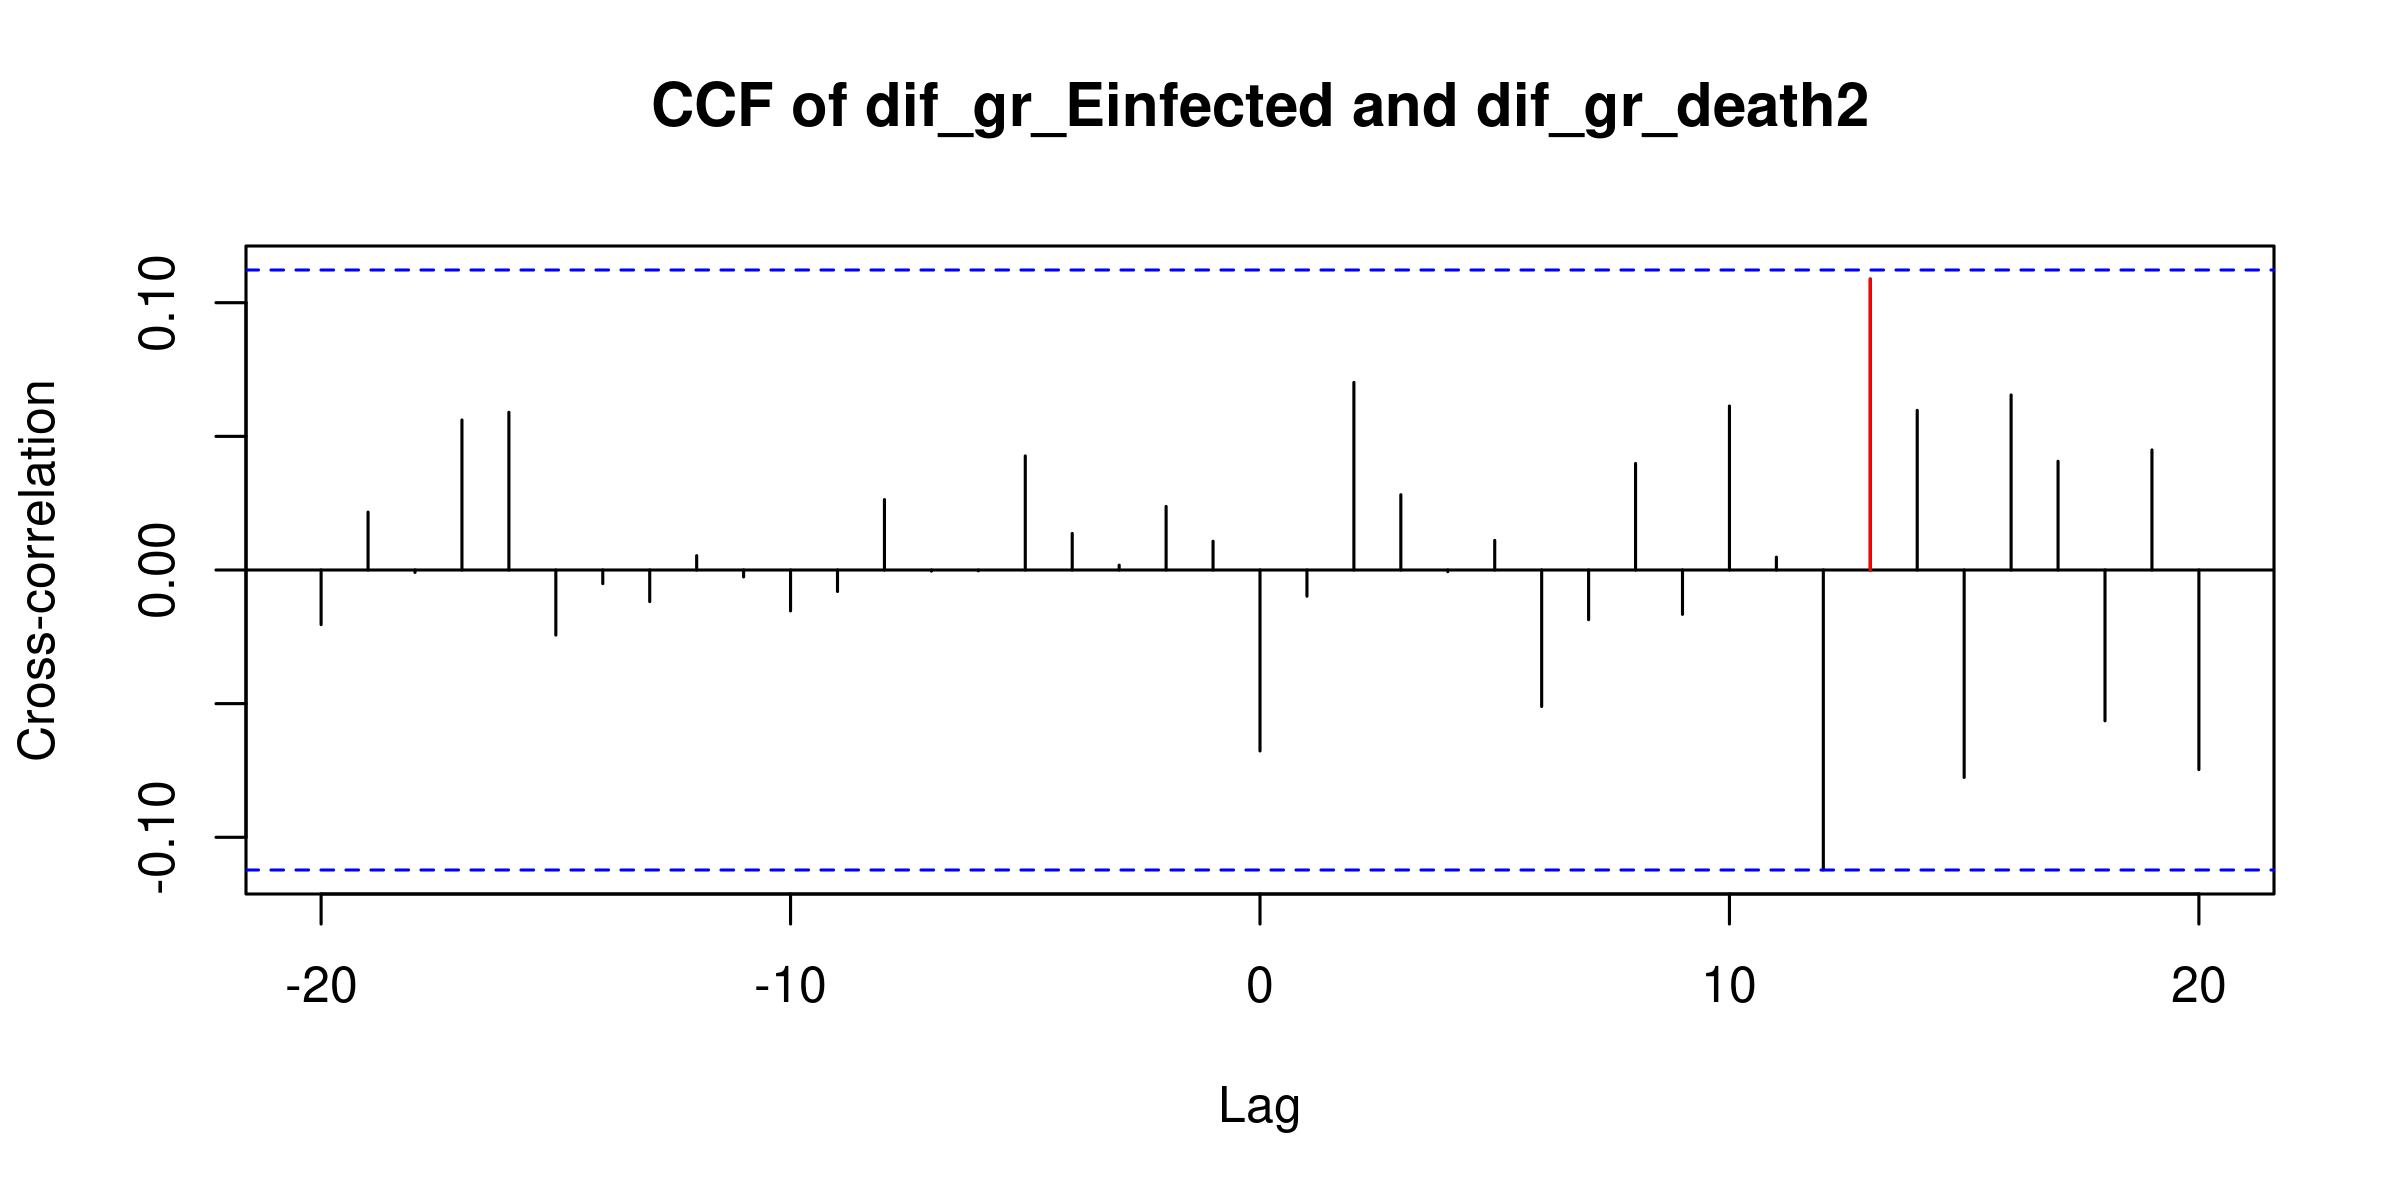 CCF of dif_gr_Einfected and dif_gr_death2
Cross-correlation
0.10
0.00
-0.10
-20 -10 0 10 20
Lag